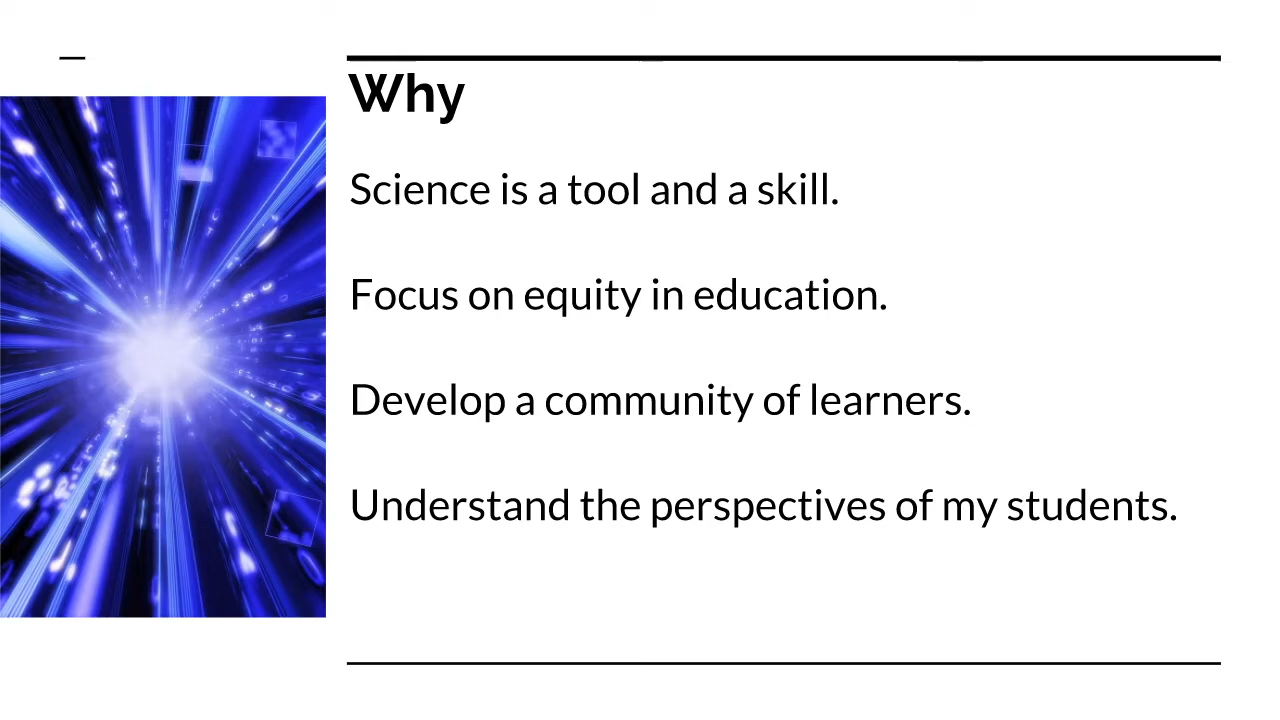 Why
Science is a tool and a skill.
Focus on equity in education.
Develop a community of learners.
Understand the perspectives of my students.